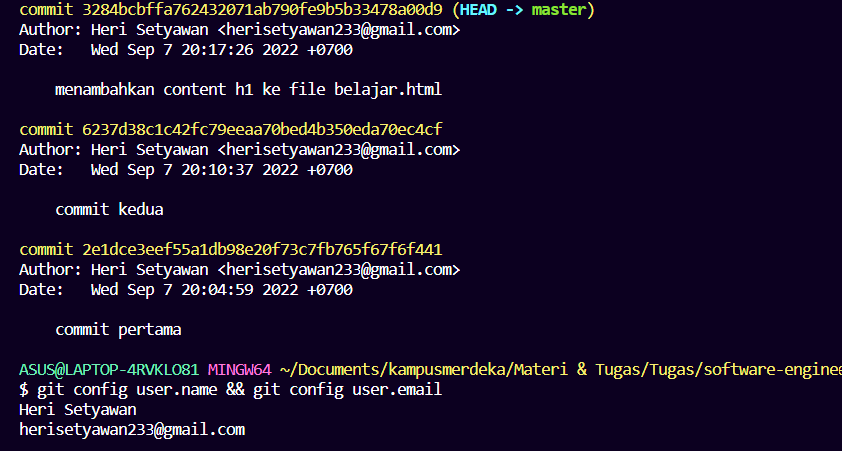 commit 3284bcbffa762432071ab790fe9b5b33478a00d9 (HEAD -> master)
Author: Heri Setyawan <herisetyawan233@gmail.com>
Date:   Wed Sep 7 20:17:26 2022 +0700
menambahkan content h1 ke file belajar.html
commit 6237d38c1c42fc79eeaa70bed4b350eda70ec4cf
Author: Heri Setyawan <herisetyawan233@gmail.com>
Date:   Wed Sep 7 20:10:37 2022 +0700
commit kedua
commit 2e1dce3eef55a1db98e20f73c7fb765f67f6f441
Author: Heri Setyawan <herisetyawan233@gmail.com>
Date:   Wed Sep 7 20:04:59 2022 +0700
commit pertama
ASUS@LAPTOP-4RVKLO81 MINGW64 ~/Documents/kampusmerdeka/Materi & Tugas/Tugas/software-enginee
$ git config user.name && git config user.email
Heri Setyawan
herisetyawan233@gmail.com